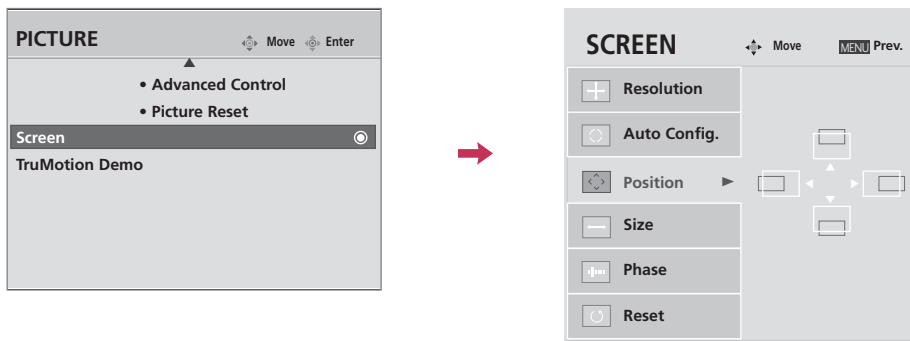 PICTURE Move Enter
• Advanced Control
• Picture Reset
Screen
TruMotion Demo
SCREEN Move MENU Prev.
Resolution
Auto Config.
Position
Size
Phase
Reset